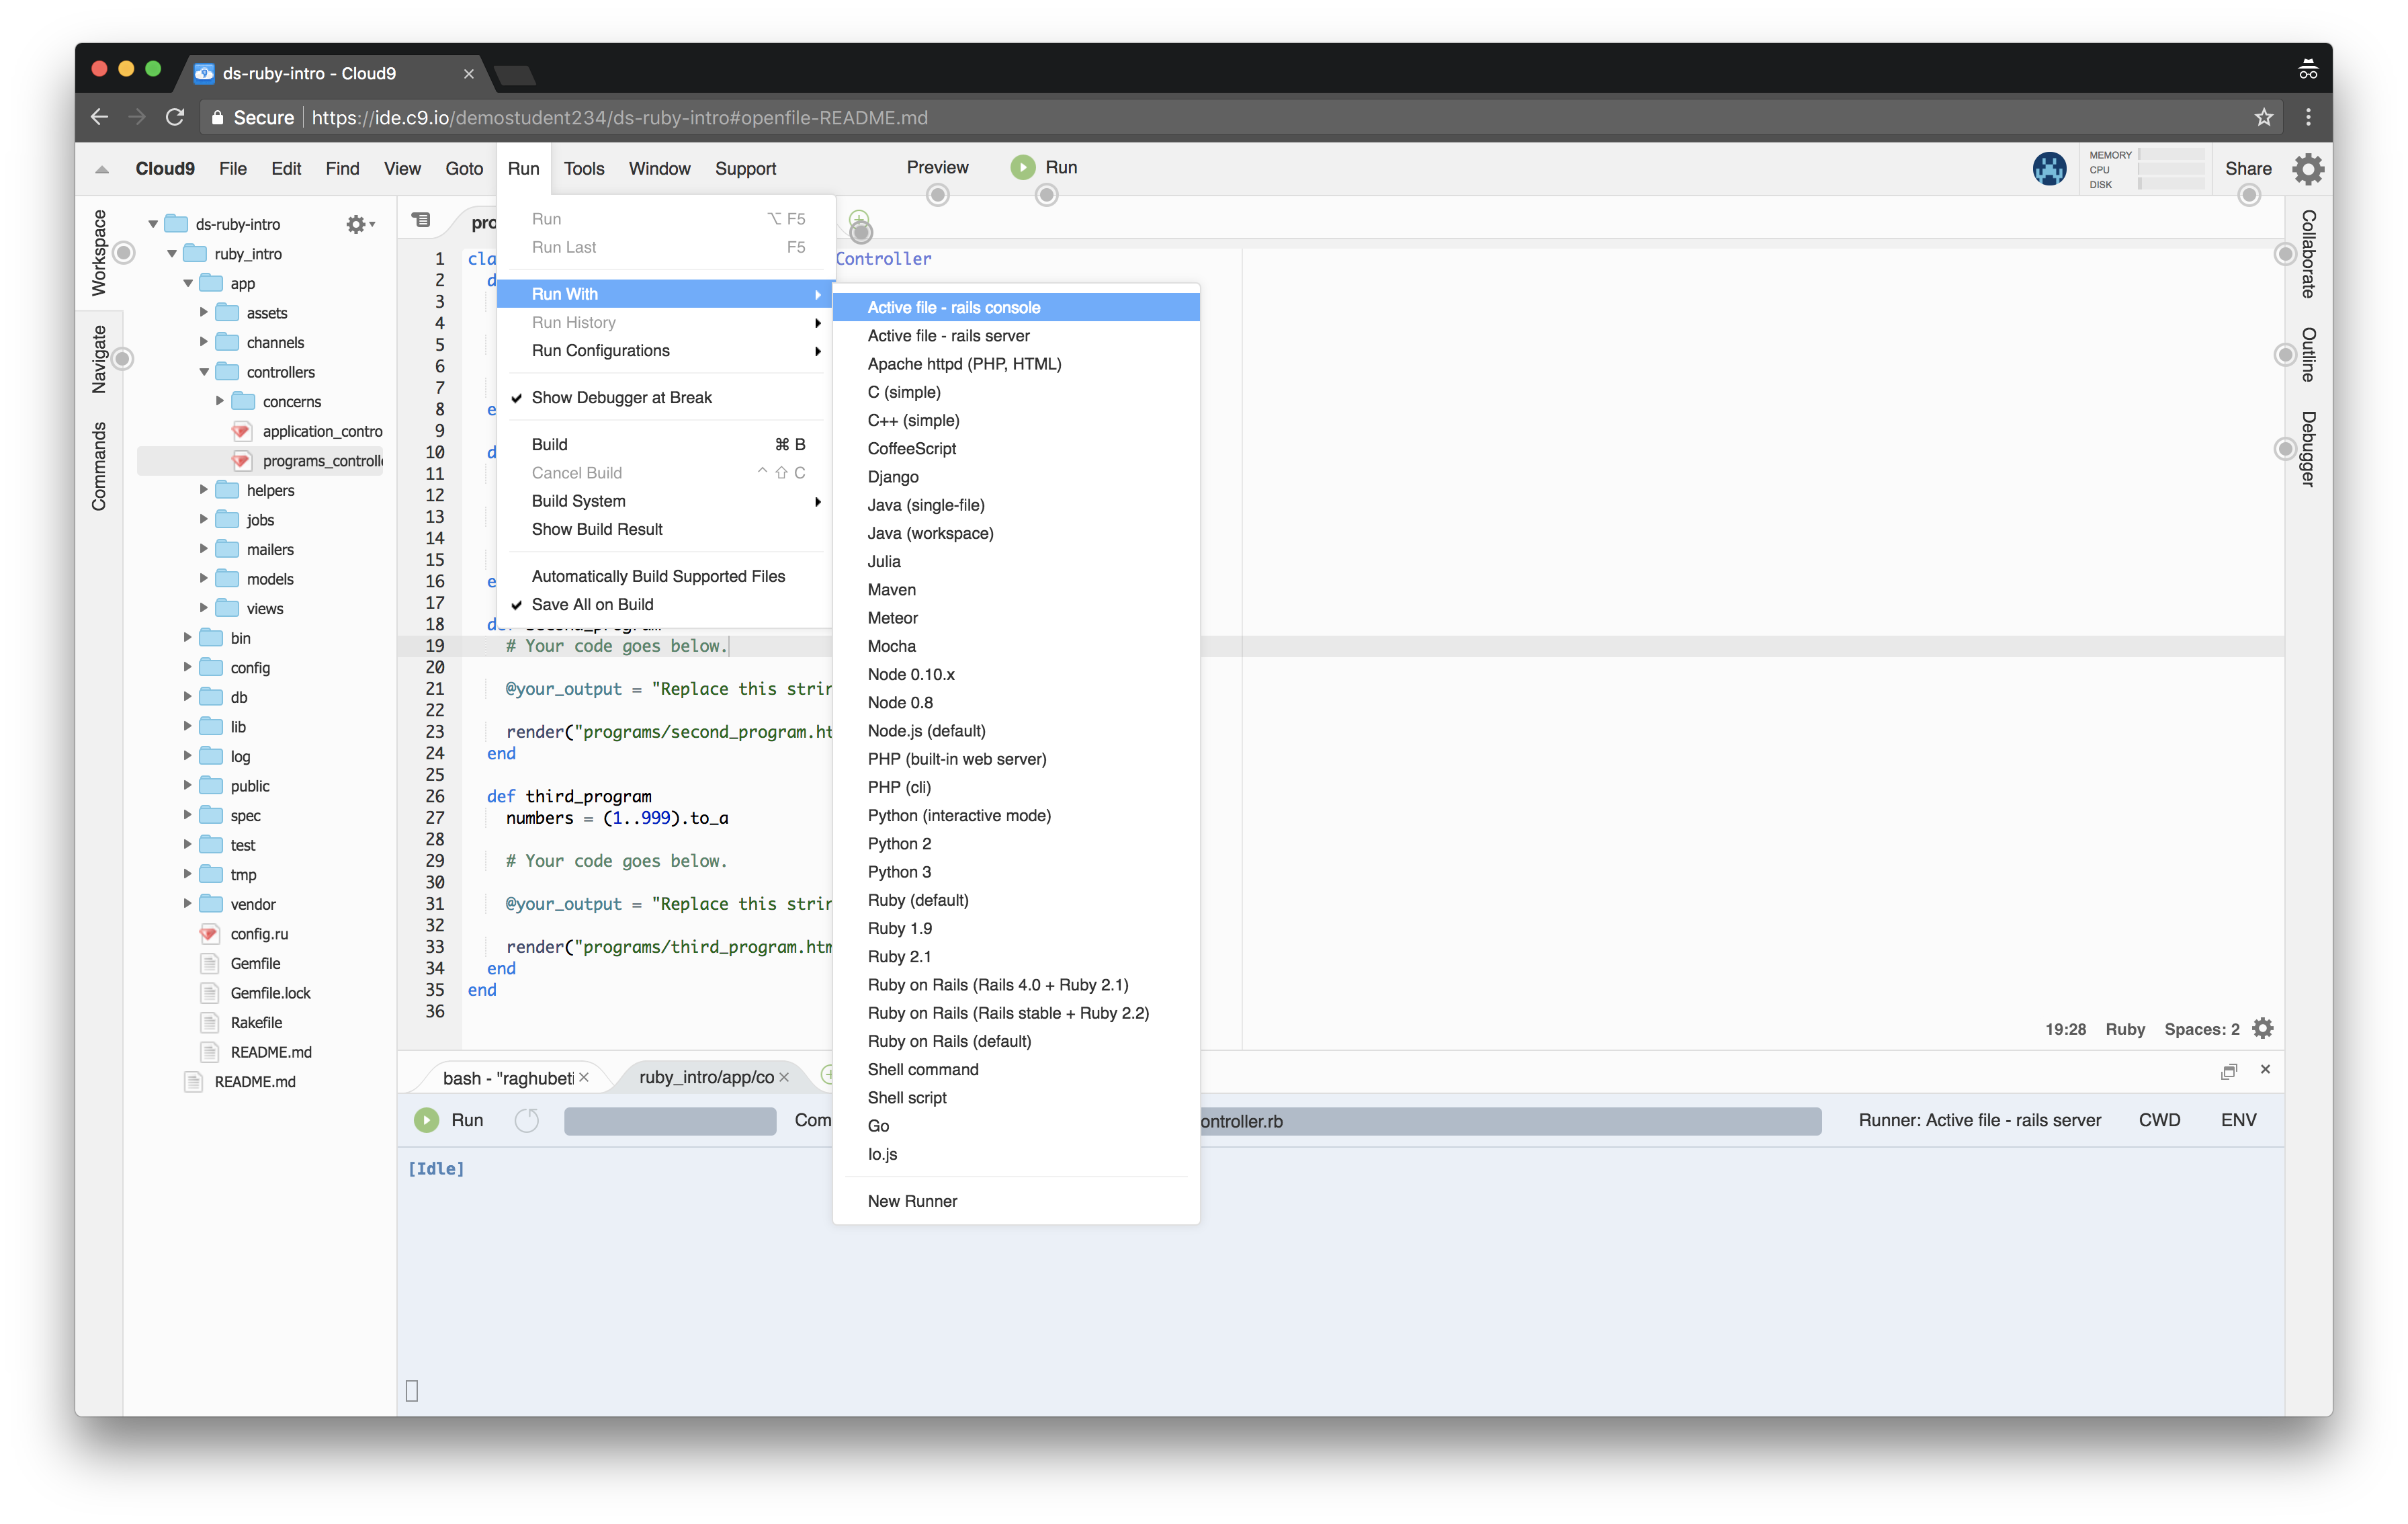 ds-ruby-intro - Cloud9
Secure https://ide.c9.io/demostudent234/ds-ruby-intro#openfile-README.md
Cloud9 File Edit Find View Goto Run Tools Window Support Preview Run MEMORY CPU DISK Share
Workspace
Navigate
Commands
ds-ruby-intro
ruby_intro
app
assets
channels
controllers
concerns
application_contro
programs_controll
helpers
jobs
mailers
models
views
bin
config
db
lib
log
public
spec
test
tmp
vendor
config.ru
Gemfile
Gemfile.lock
Rakefile
README.md
README.md
Run ⌥ F5
Run Last F5
Run With
Run History
Run Configurations
Show Debugger at Break
Build ⌘ B
Cancel Build ^ ⇧ C
Build System
Show Build Result
Automatically Build Supported Files
Save All on Build
Active file - rails console
Active file - rails server
Apache httpd (PHP, HTML)
C (simple)
C++ (simple)
CoffeeScript
Django
Java (single-file)
Java (workspace)
Julia
Maven
Meteor
Mocha
Node 0.10.x
Node 0.8
Node.js (default)
PHP (built-in web server)
PHP (cli)
Python (interactive mode)
Python 2
Python 3
Ruby (default)
Ruby 1.9
Ruby 2.1
Ruby on Rails (Rails 4.0 + Ruby 2.1)
Ruby on Rails (Rails stable + Ruby 2.2)
Ruby on Rails (default)
Shell command
Shell script
Go
Io.js
New Runner
pro
1 cla Controller
2 d
3
4
5
6
7
8 e
9
10 d
11
12
13
14
15
16 e
17
18
19 # Your code goes below.
20
21 @your_output = "Replace this strin
22
23 render("programs/second_program.ht
24 end
25
26 def third_program
27 numbers = (1..999).to_a
28
29 # Your code goes below.
30
31 @your_output = "Replace this strin
32
33 render("programs/third_program.htm
34 end
35 end
36
19:28 Ruby Spaces: 2
bash - "raghubeti ruby_intro/app/co
Run Com ontroller.rb Runner: Active file - rails server CWD ENV
[Idle]
Collaborate
Outline
Debugger